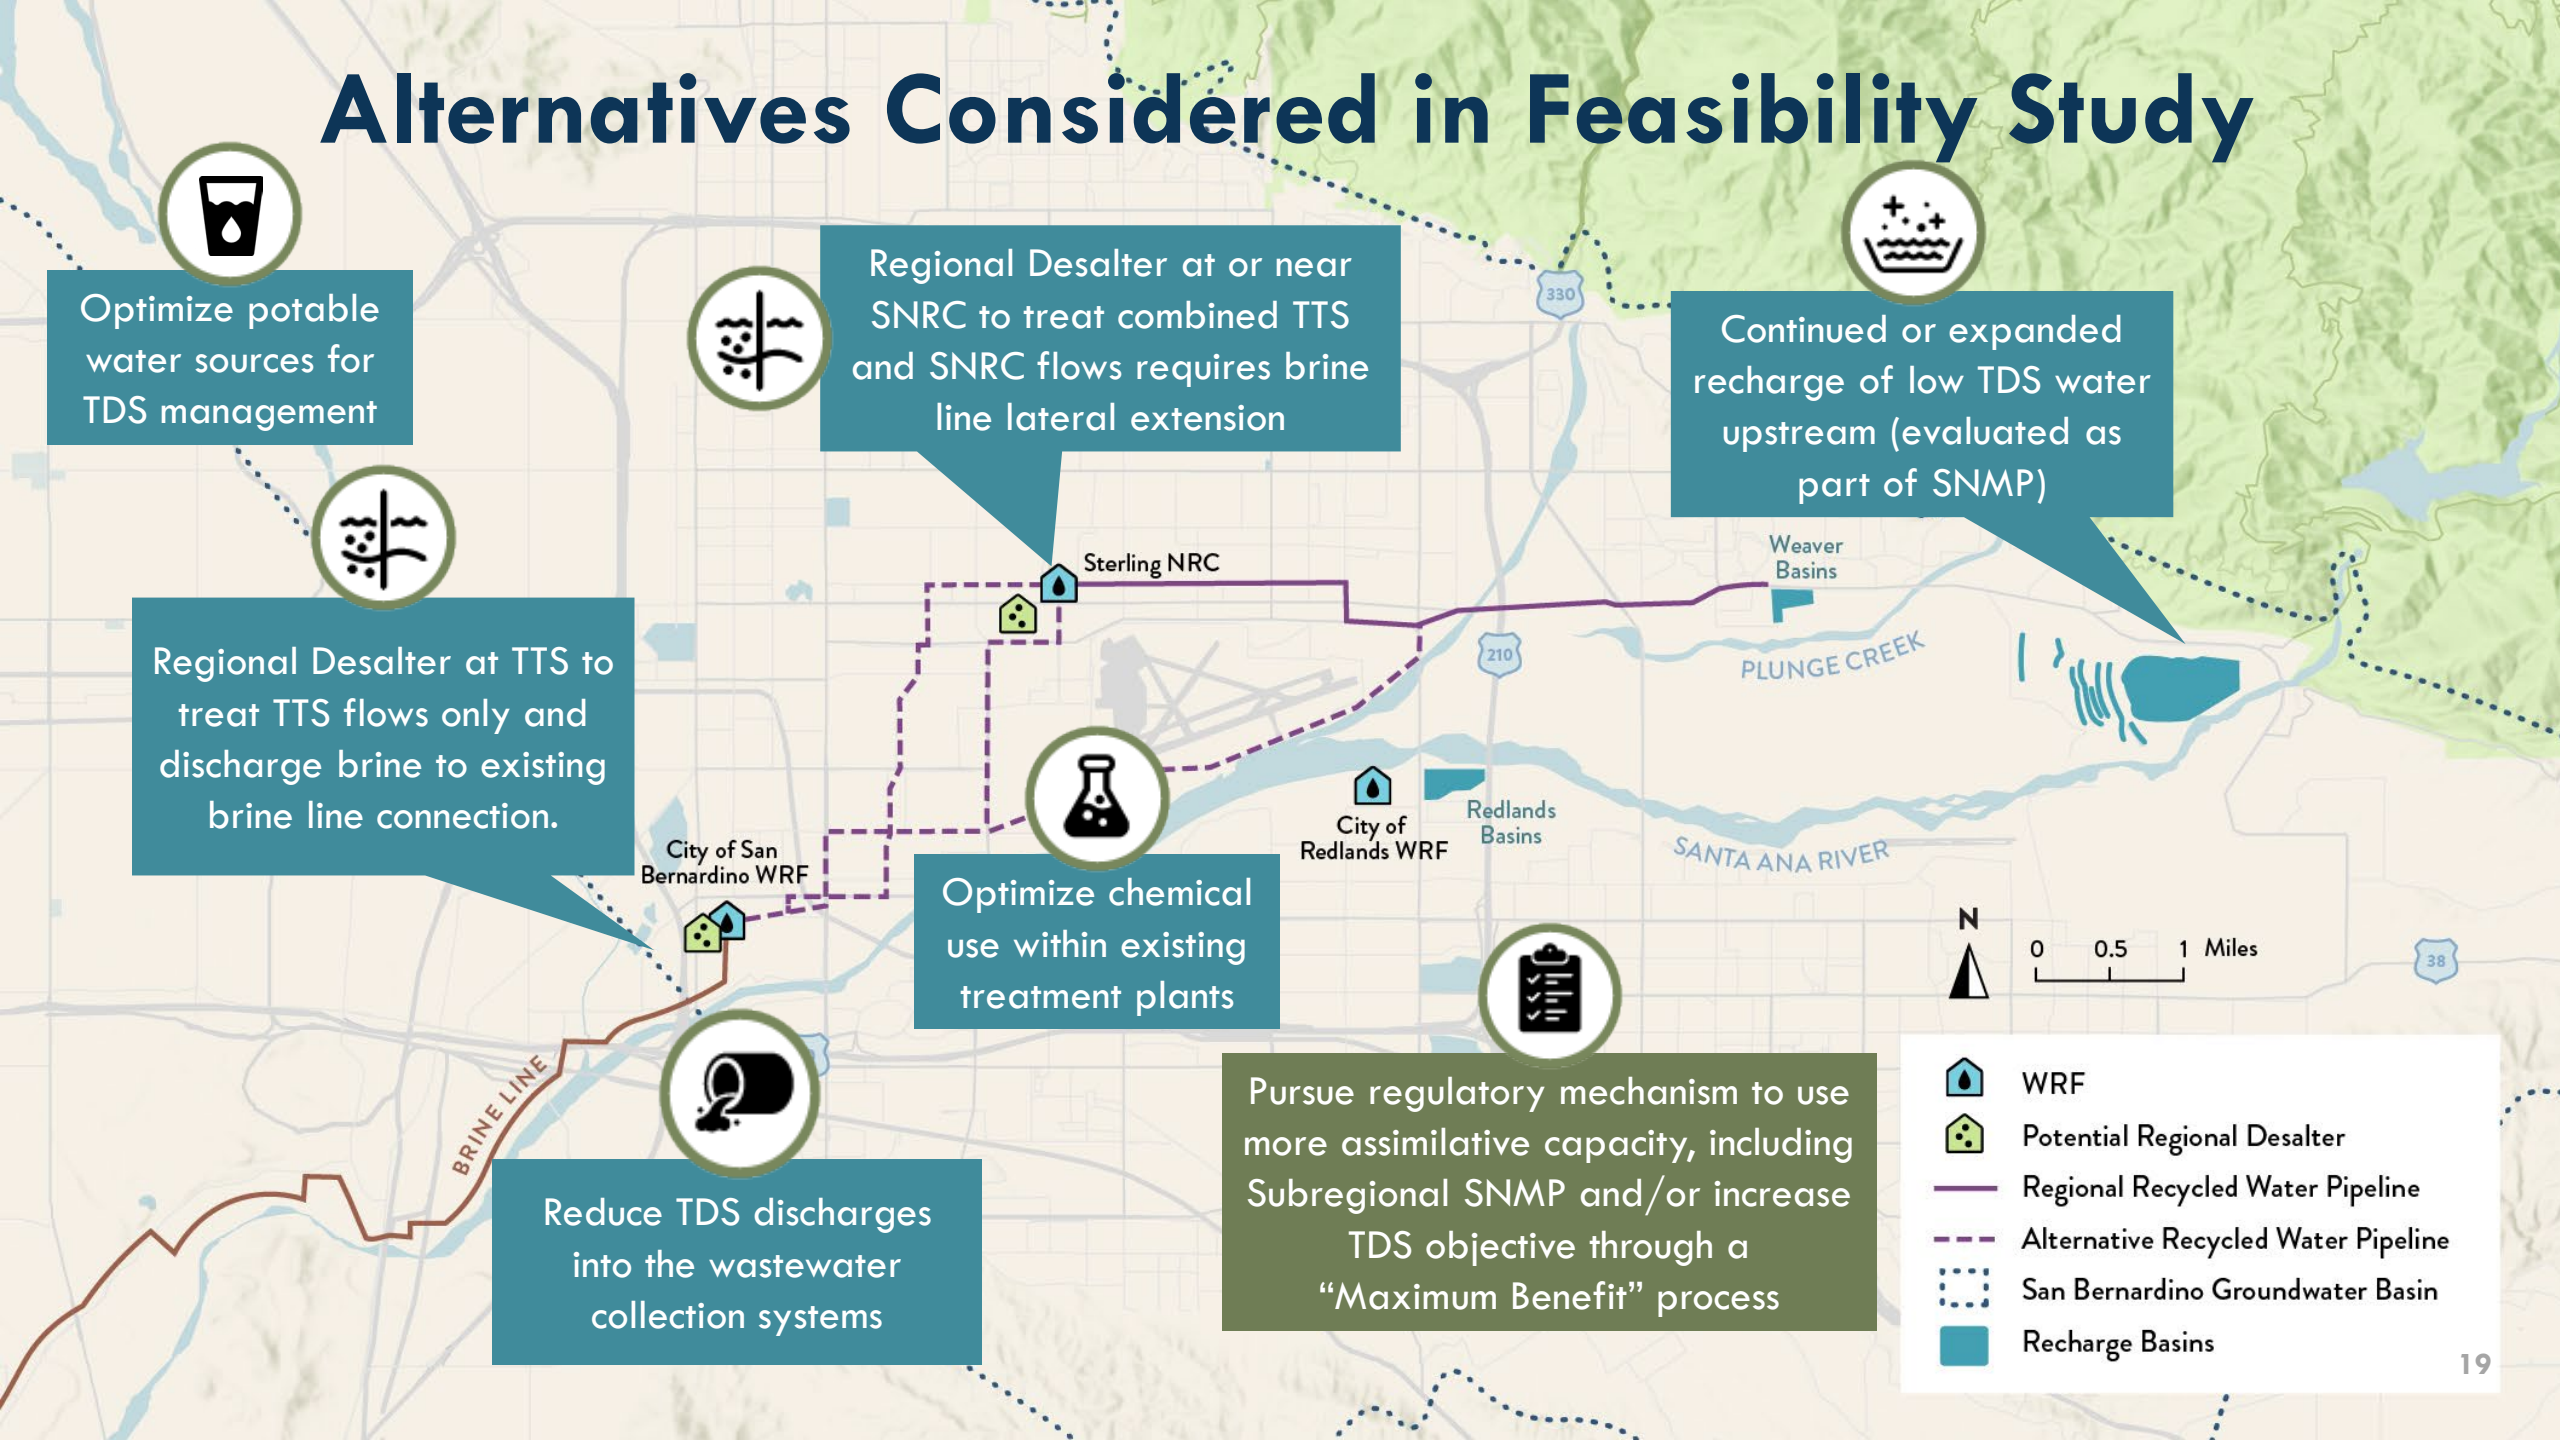 Alternatives Considered in Feasibility Study
Optimize potable
water sources for
TDS management
Regional Desalter at or near
SNRC to treat combined TTS
and SNRC flows requires brine
line lateral extension
Continued or expanded
recharge of low TDS water
upstream (evaluated as
part of SNMP)
330
Regional Desalter at TTS to
treat TTS flows only and
discharge brine to existing
brine line connection.
Sterling NRC
Weaver
Basins
210
PLUNGE CREEK
City of San
Bernardino WRF
City of
Redlands WRF
Redlands
Basins
SANTA ANA RIVER
Optimize chemical
use within existing
treatment plants
N
0 0.5 1 Miles
38
BRINE LINE
Reduce TDS discharges
into the wastewater
collection systems
Pursue regulatory mechanism to use
more assimilative capacity, including
Subregional SNMP and/or increase
TDS objective through a
“Maximum Benefit” process
WRF
Potential Regional Desalter
Regional Recycled Water Pipeline
Alternative Recycled Water Pipeline
San Bernardino Groundwater Basin
Recharge Basins
19